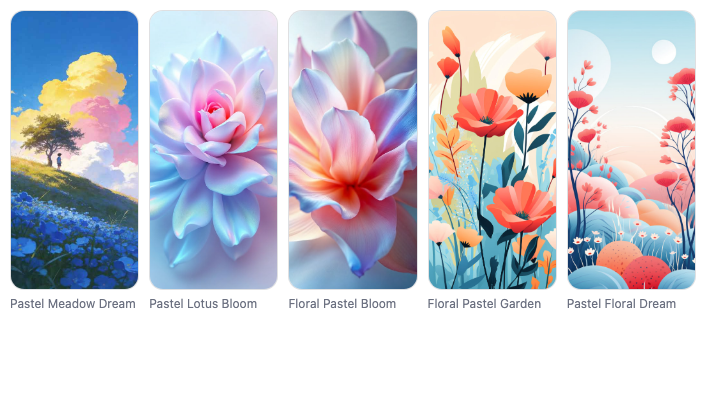 Pastel Meadow Dream
Pastel Lotus Bloom
Floral Pastel Bloom
Floral Pastel Garden
Pastel Floral Dream